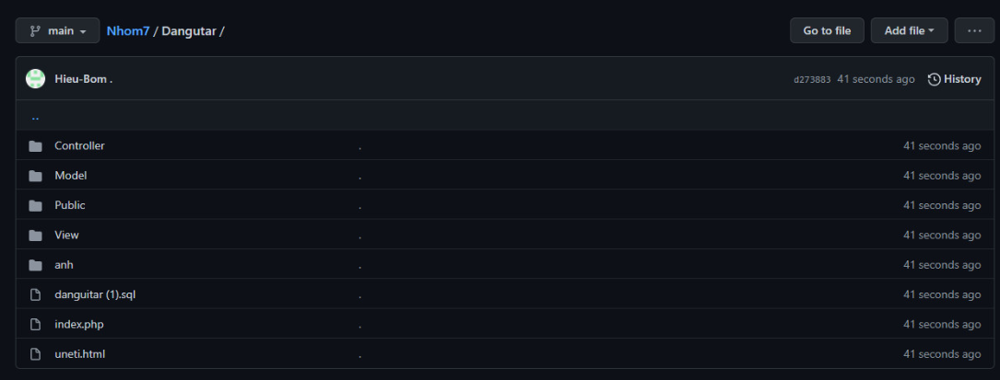 main Nhom7 / Dangutar / Go to file Add file ...
Hieu-Bom . d273883 41 seconds ago History
..
Controller . 41 seconds ago
Model . 41 seconds ago
Public . 41 seconds ago
View . 41 seconds ago
anh . 41 seconds ago
danguitar (1).sql . 41 seconds ago
index.php . 41 seconds ago
uneti.html . 41 seconds ago